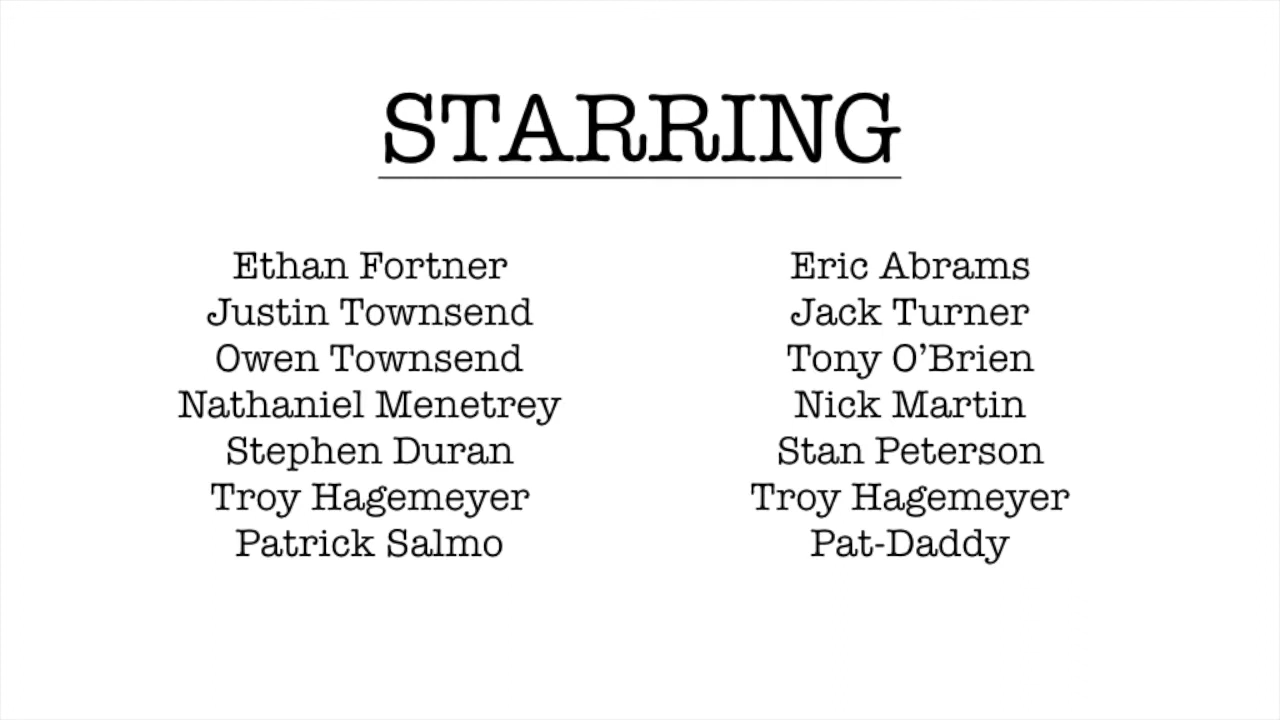 STARRING
Ethan Fortner Eric Abrams
Justin Townsend Jack Turner
Owen Townsend Tony O’Brien
Nathaniel Menetrey Nick Martin
Stephen Duran Stan Peterson
Troy Hagemeyer Troy Hagemeyer
Patrick Salmo Pat-Daddy